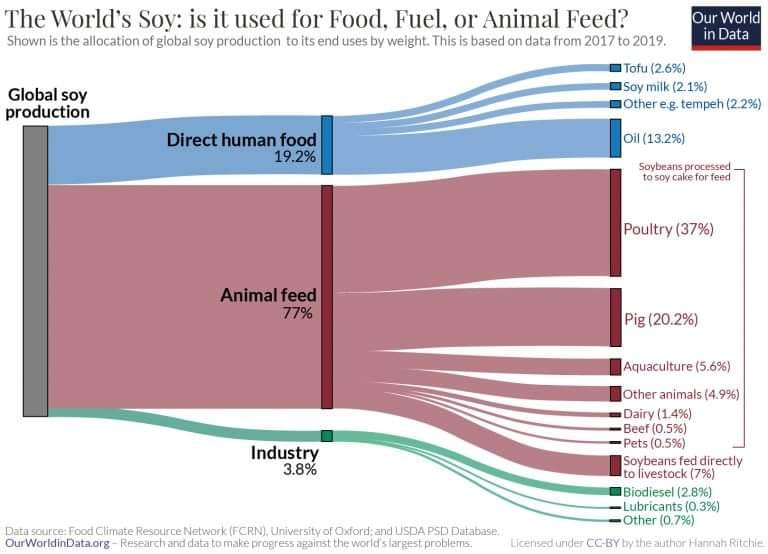 The World's Soy: is it used for Food, Fuel, or Animal Feed?
Our World
in Data
Shown is the allocation of global soy production to its end uses by weight. This is based on data from 2017 to 2019.
Global soy
production
Direct human food
19.2%
Animal feed
77%
Industry
3.8%
Tofu (2.6%)
Soy milk (2.1%)
Other e.g. tempeh (2.2%)
Oil (13.2%)
Soybeans processed
to soy cake for feed
Poultry (37%)
Pig (20.2%)
Aquaculture (5.6%)
Other animals (4.9%)
Dairy (1.4%)
Beef (0.5%)
Pets (0.5%)
Soybeans fed directly
to livestock (7%)
Biodiesel (2.8%)
Lubricants (0.3%)
Other (0.7%)
Data source: Food Climate Resource Network (FCRN), University of Oxford; and USDA PSD Database.
OurWorldinData.org – Research and data to make progress against the world's largest problems.
Licensed under CC-BY by the author Hannah Ritchie.